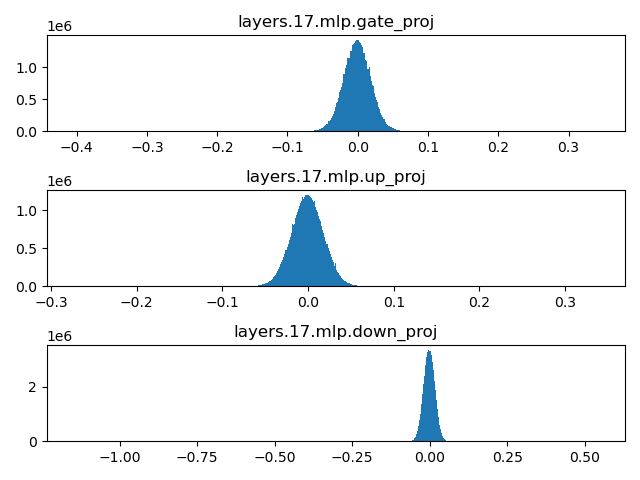 layers.17.mlp.gate_proj
1e6
1.0
0.5
0.0
−0.4 −0.3 −0.2 −0.1 0.0 0.1 0.2 0.3
layers.17.mlp.up_proj
1e6
1.0
0.5
0.0
−0.3 −0.2 −0.1 0.0 0.1 0.2 0.3
layers.17.mlp.down_proj
1e6
2
0
−1.00 −0.75 −0.50 −0.25 0.00 0.25 0.50